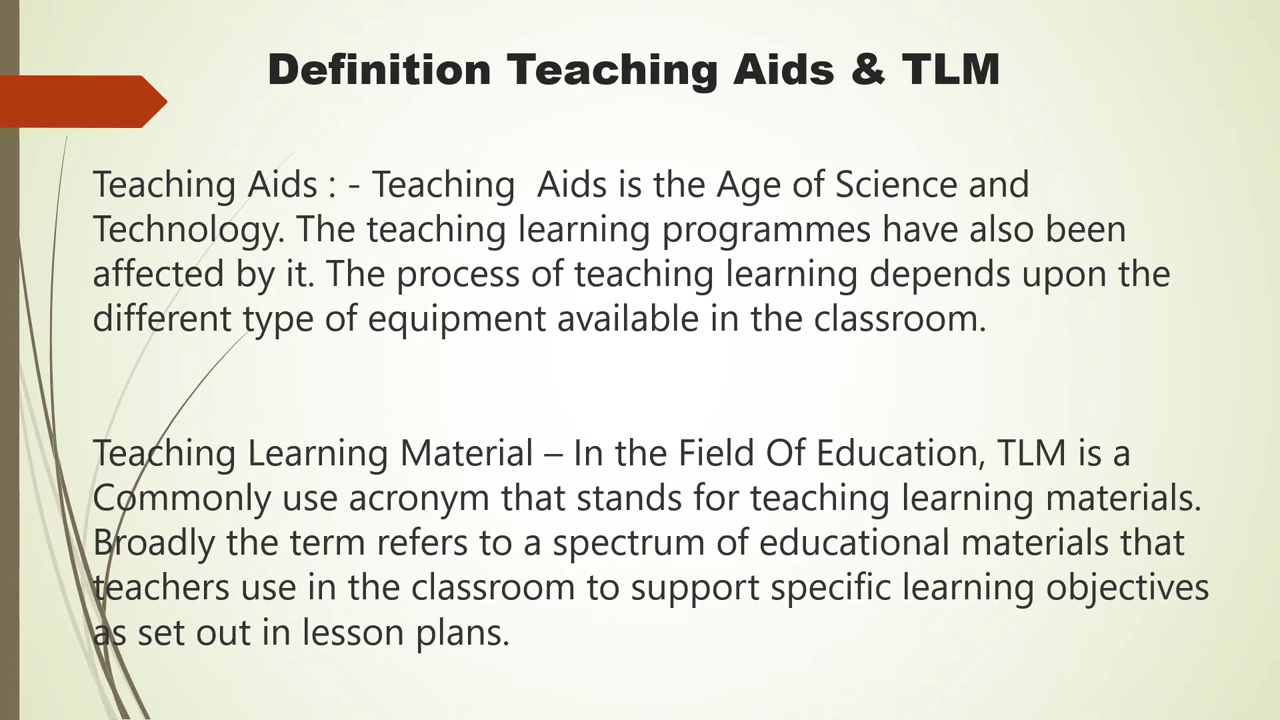 Definition Teaching Aids & TLM
Teaching Aids : - Teaching  Aids is the Age of Science and
Technology. The teaching learning programmes have also been
affected by it. The process of teaching learning depends upon the
different type of equipment available in the classroom.
Teaching Learning Material – In the Field Of Education, TLM is a
Commonly use acronym that stands for teaching learning materials.
Broadly the term refers to a spectrum of educational materials that
teachers use in the classroom to support specific learning objectives
as set out in lesson plans.